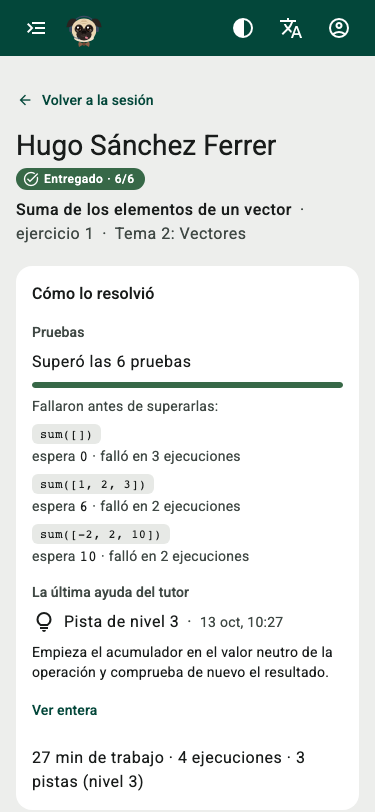 Volver a la sesión
Hugo Sánchez Ferrer
Entregado · 6/6
Suma de los elementos de un vector ·
ejercicio 1 · Tema 2: Vectores
Cómo lo resolvió
Pruebas
Superó las 6 pruebas
Fallaron antes de superarlas:
sum([])
espera 0 · falló en 3 ejecuciones
sum([1, 2, 3])
espera 6 · falló en 2 ejecuciones
sum([-2, 2, 10])
espera 10 · falló en 2 ejecuciones
La última ayuda del tutor
Pista de nivel 3 · 13 oct, 10:27
Empieza el acumulador en el valor neutro de la
operación y comprueba de nuevo el resultado.
Ver entera
27 min de trabajo · 4 ejecuciones · 3
pistas (nivel 3)